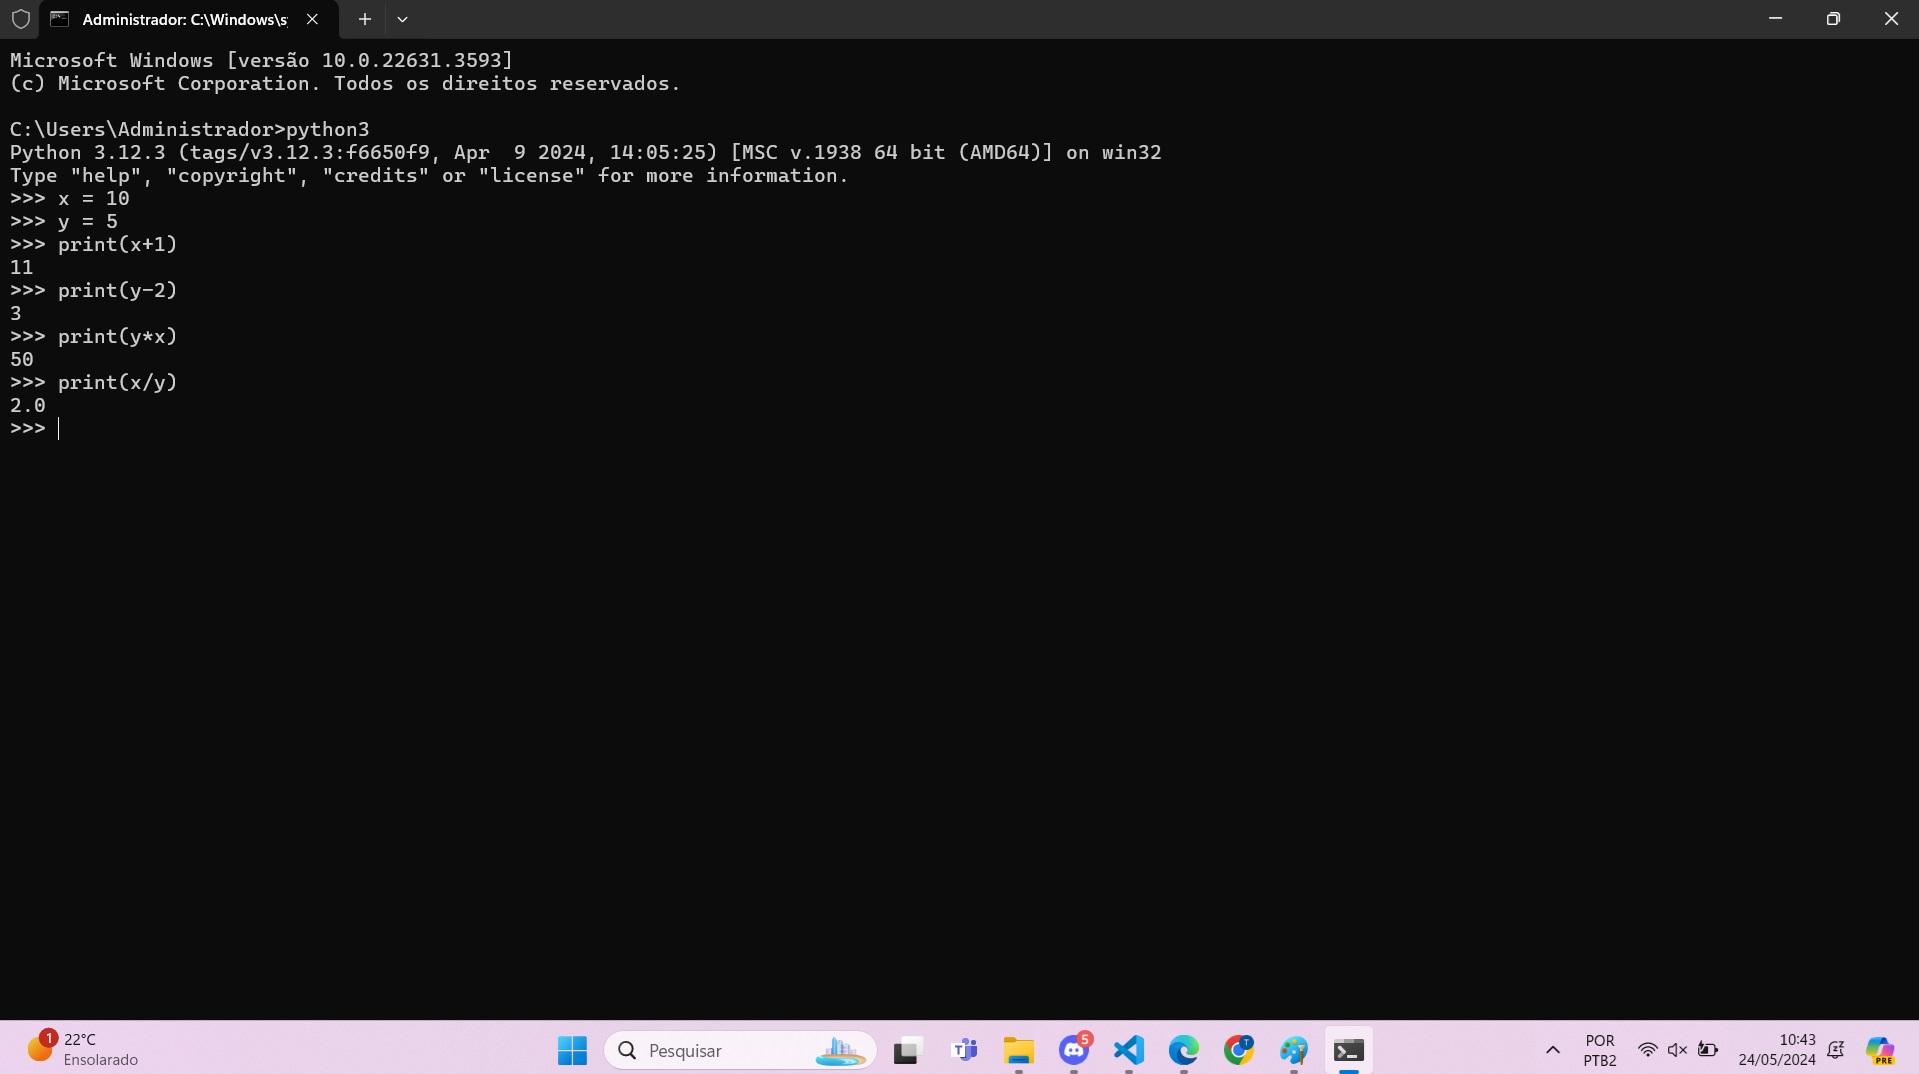 Administrador: C:\Windows\s
Microsoft Windows [versão 10.0.22631.3593]
(c) Microsoft Corporation. Todos os direitos reservados.
C:\Users\Administrador>python3
Python 3.12.3 (tags/v3.12.3:f6650f9, Apr  9 2024, 14:05:25) [MSC v.1938 64 bit (AMD64)] on win32
Type "help", "copyright", "credits" or "license" for more information.
>>> x = 10
>>> y = 5
>>> print(x+1)
11
>>> print(y-2)
3
>>> print(y*x)
50
>>> print(x/y)
2.0
>>>
1
22°C
Ensolarado
Pesquisar
T
5
T
POR
PTB2
10:43
24/05/2024
PRE